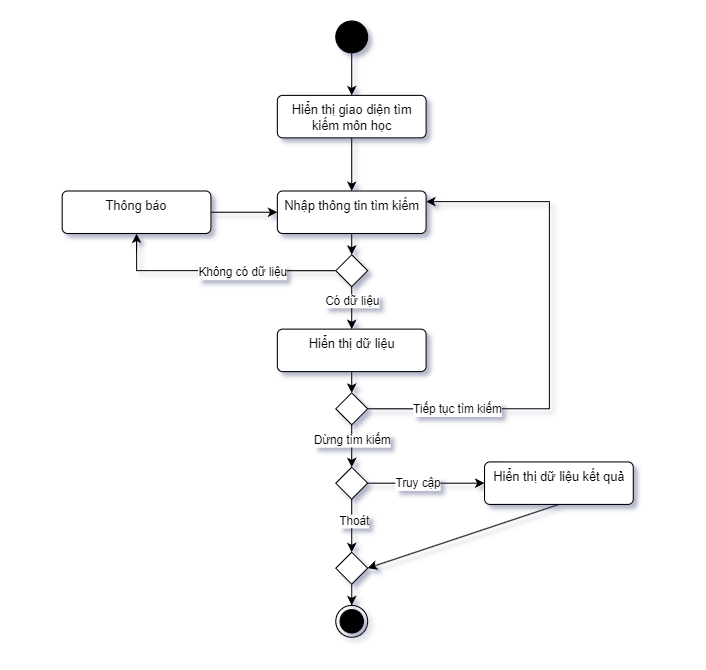 Hiển thị giao diện tìm
kiếm môn học
Thông báo
Nhập thông tin tìm kiếm
Không có dữ liệu
Có dữ liệu
Hiển thị dữ liệu
Tiếp tục tìm kiếm
Dừng tìm kiếm
Truy cập
Hiển thị dữ liệu kết quả
Thoát